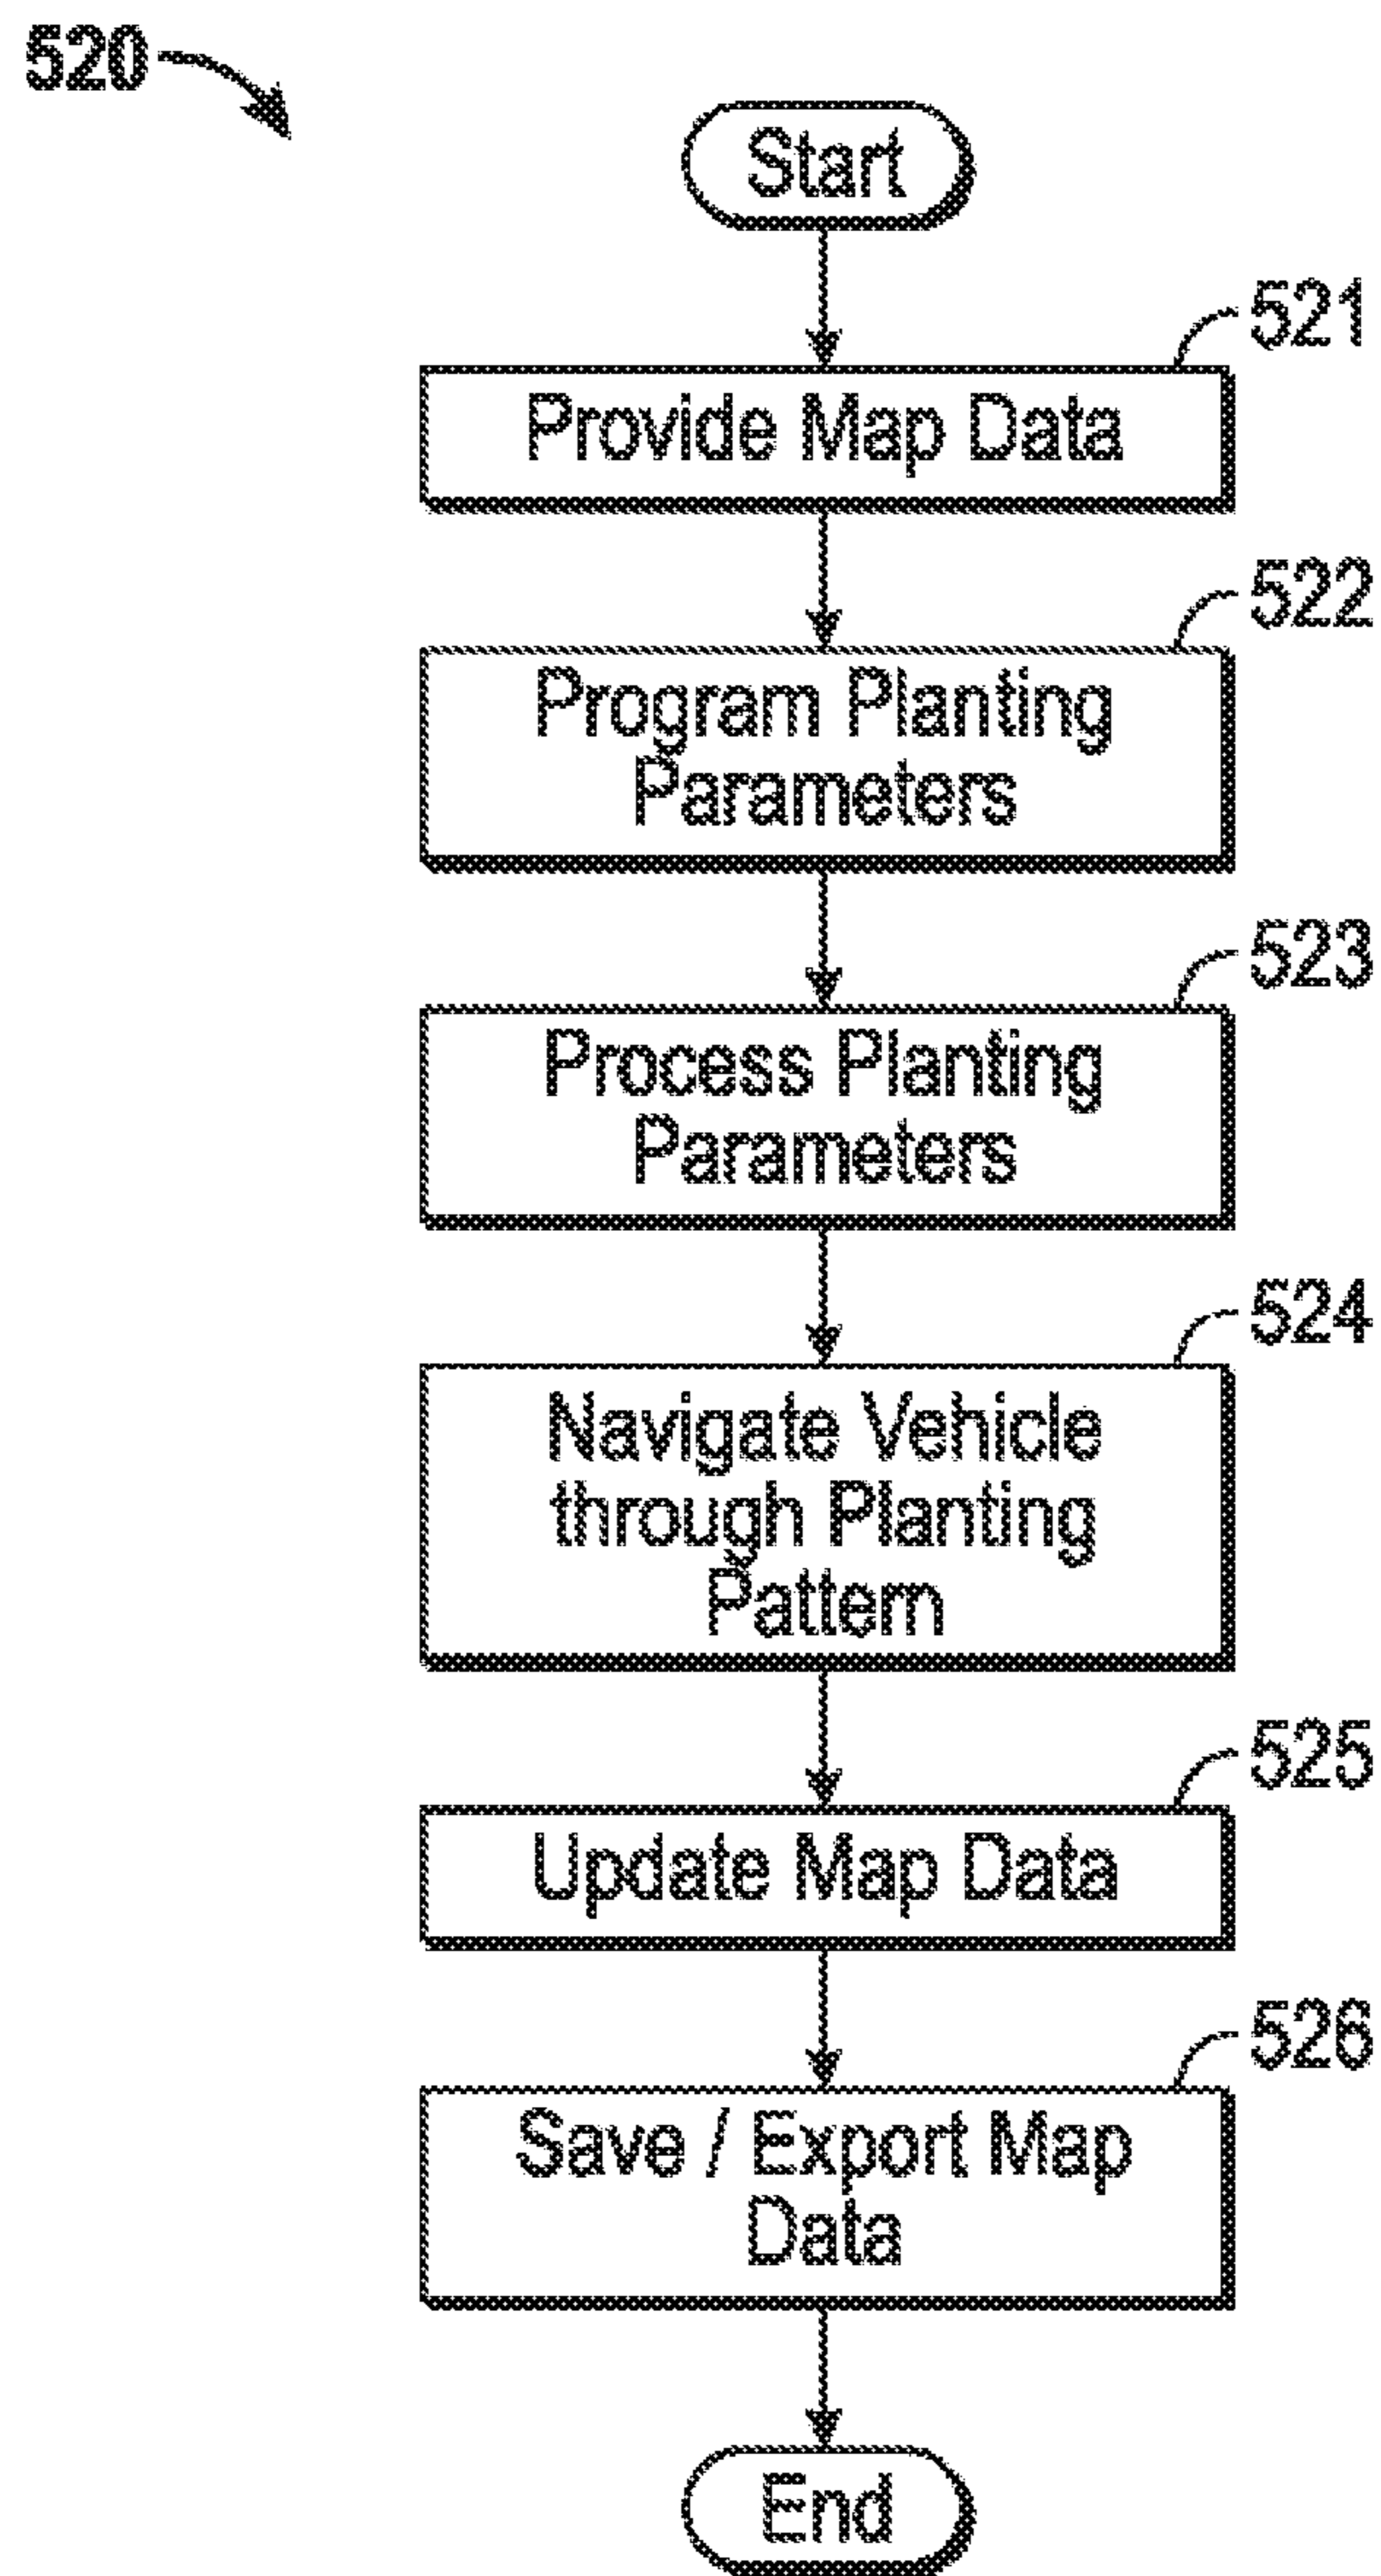 520
Start
521
Provide Map Data
522
Program Planting
Parameters
523
Process Planting
Parameters
524
Navigate Vehicle
through Planting
Pattern
525
Update Map Data
526
Save / Export Map
Data
End